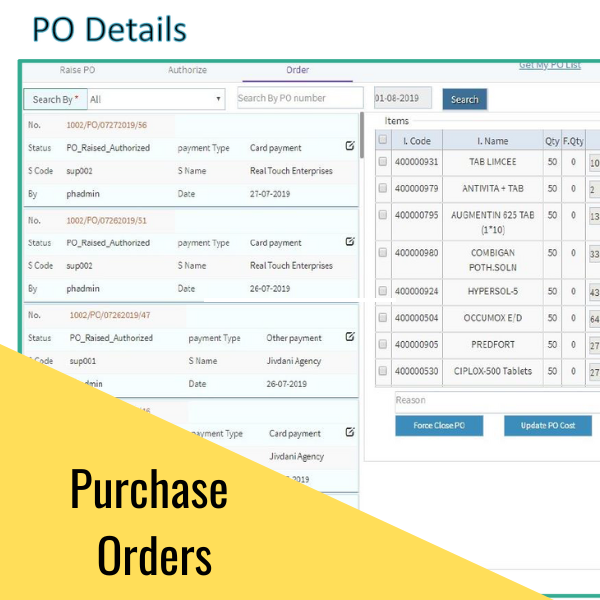 PO Details
Raise PO Authorize Order Get My PO List
Search By * All Search By PO number 01-08-2019 Search
No. 1002/PO/07272019/56
Status PO_Raised_Authorized payment Type Card payment
S Code sup002 S Name Real Touch Enterprises
By phadmin Date 27-07-2019
No. 1002/PO/07262019/51
Status PO_Raised_Authorized payment Type Card payment
S Code sup002 S Name Real Touch Enterprises
By phadmin Date 26-07-2019
No. 1002/PO/07262019/47
Status PO_Raised_Authorized payment Type Other payment
Code sup001 S Name Jivdani Agency
dmin Date 26-07-2019
ayment Type Card payment
Jivdani Agency
2019
Items
I. Code I. Name Qty F.Qty
400000931 TAB LIMCEE 50 0 10
400000979 ANTIVITA + TAB 50 0 2
400000795 AUGMENTIN 625 TAB 50 0 13
(1*10)
400000980 COMBIGAN 50 0 33
POTH.SOLN
400000924 HYPERSOL-5 50 0 43
400000504 OCCUMOX E/D 50 0 64
400000905 PREDFORT 50 0 27
400000530 CIPLOX-500 Tablets 50 0 27
Reason
Force Close PO Update PO Cost
Purchase
Orders